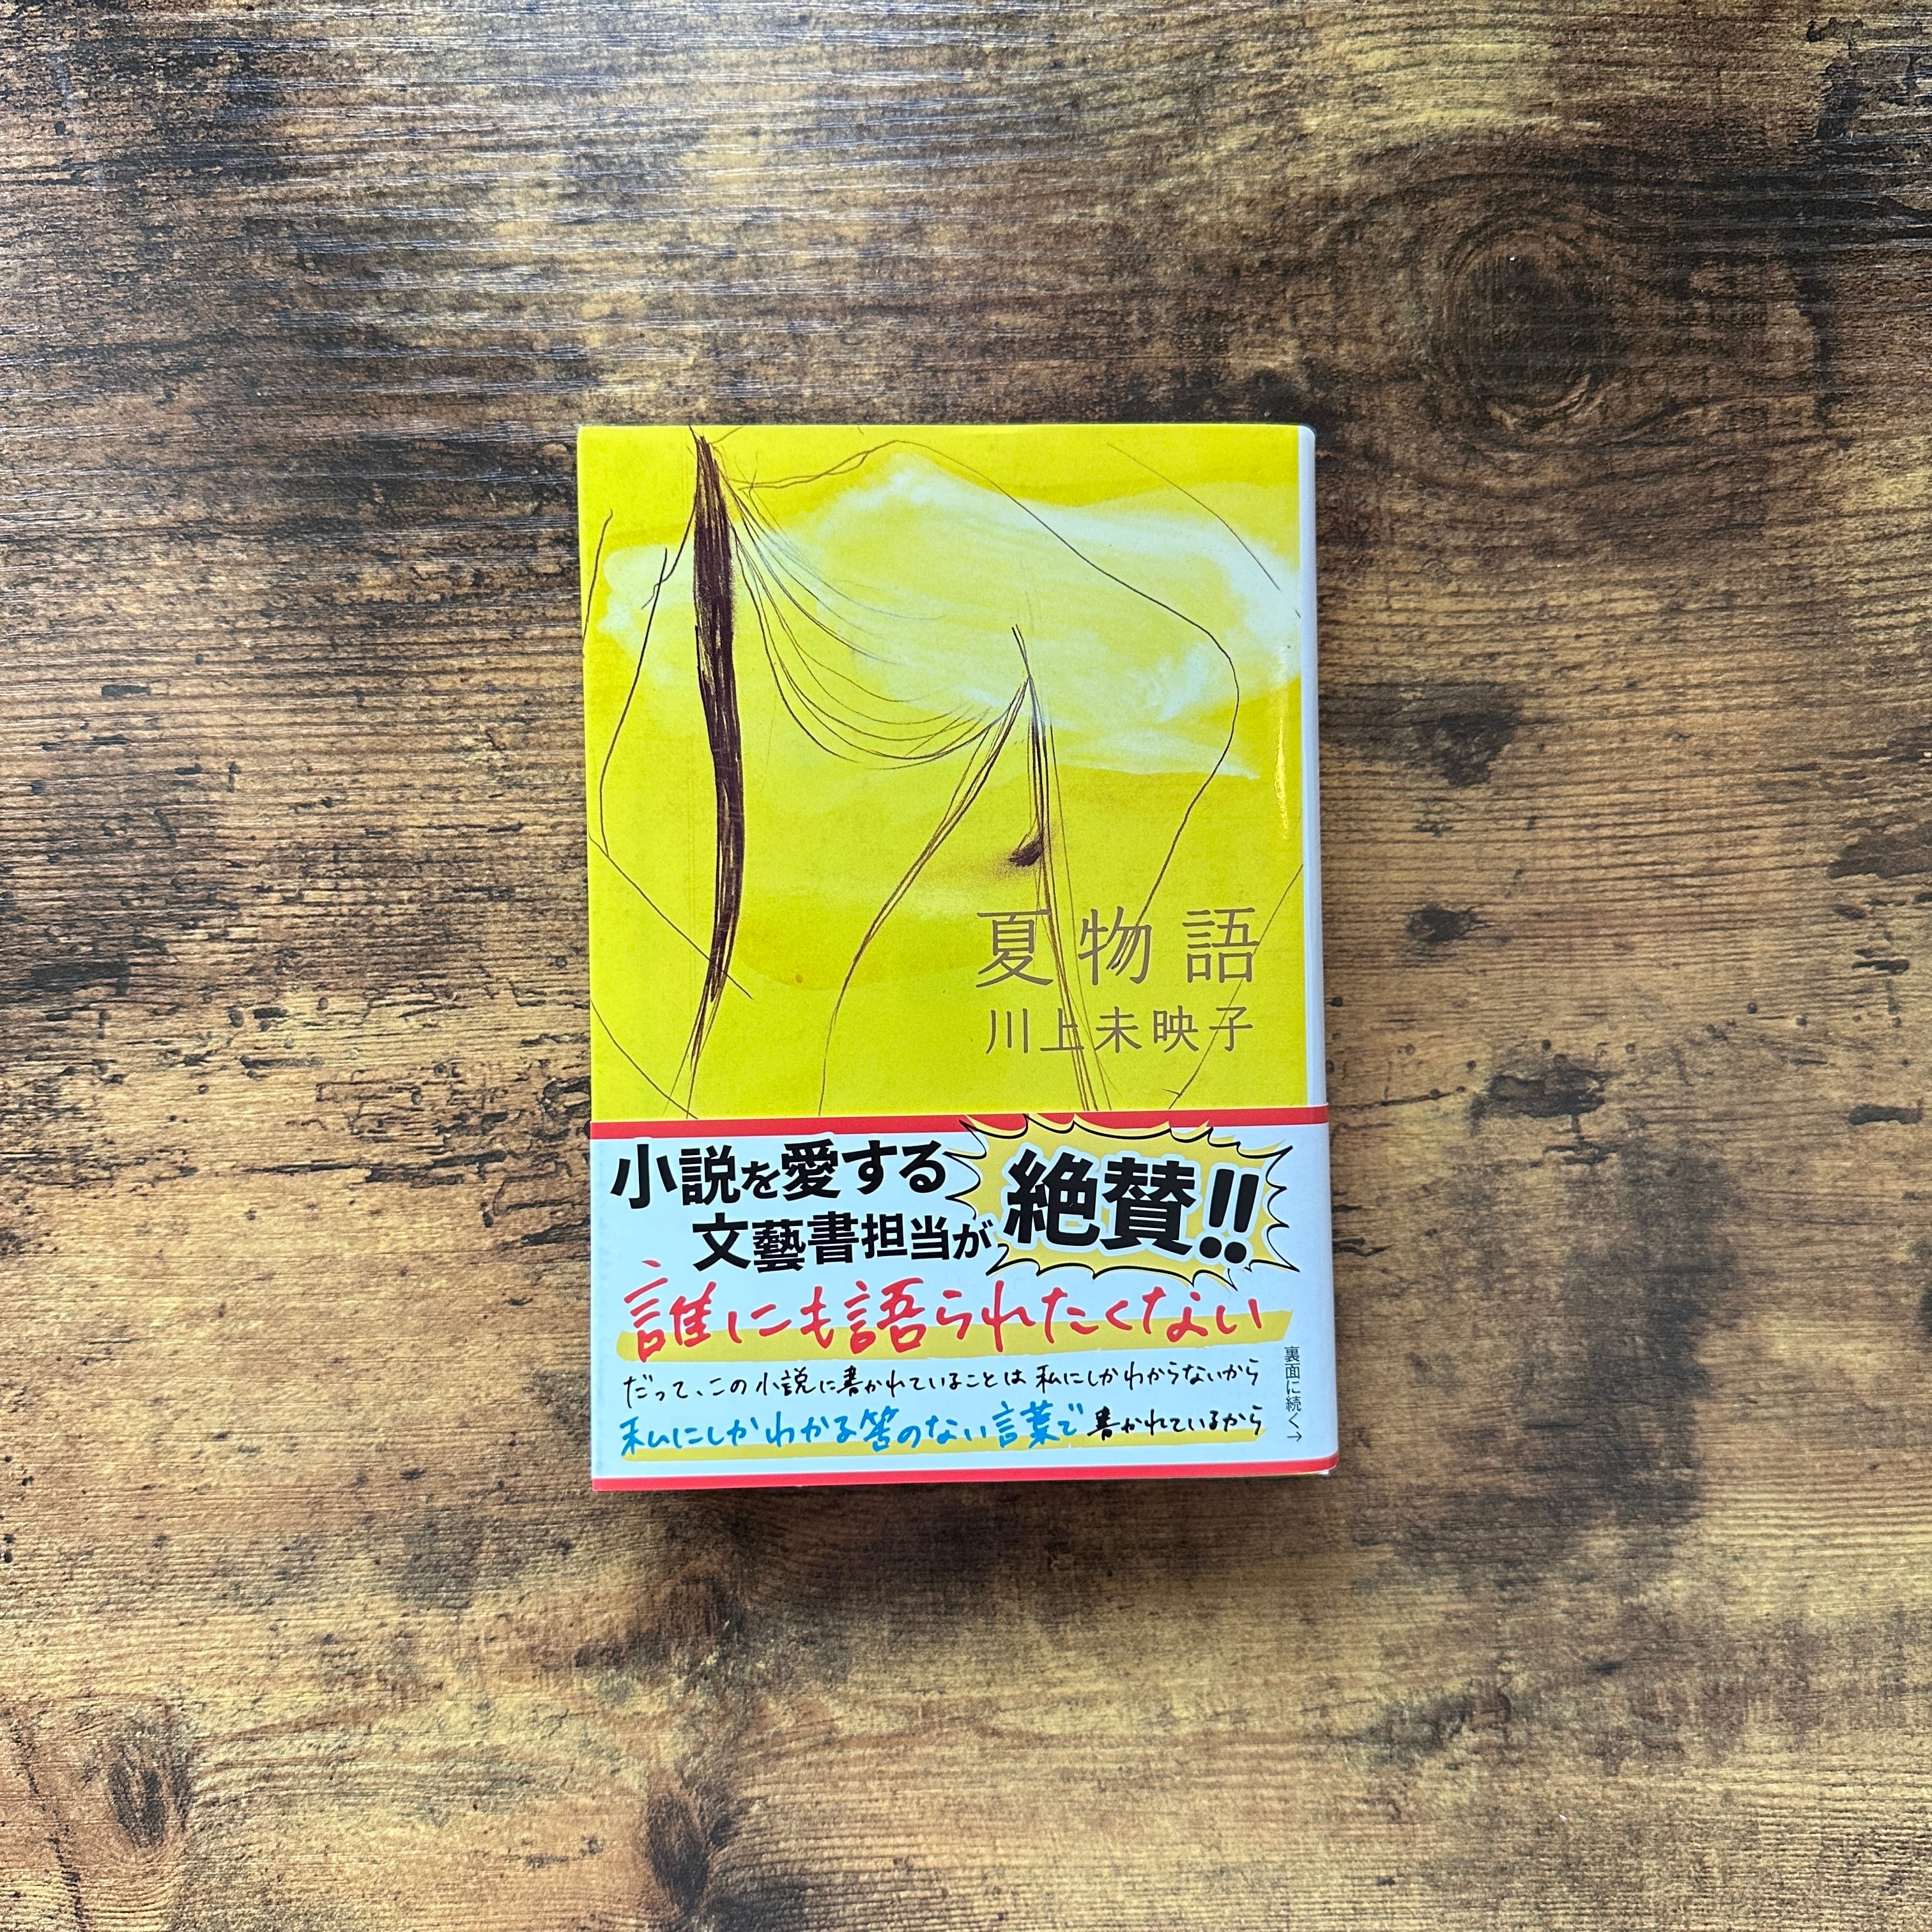 夏物語
川上未映子
小説を愛する
文藝書担当が
絶賛!!
誰にも語られたくない
だって、この小説に書かれていることは 私にしかわからないから
私にしかわかる筈のない言葉で書かれているから
裏面に続く→